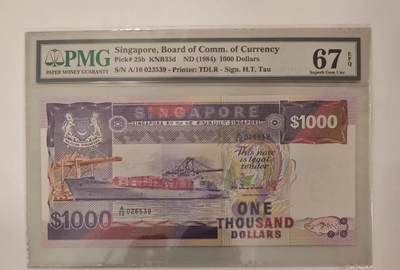 PMG
PAPER MONEY GUARANTY
Singapore, Board of Comm. of Currency
Pick# 25b KNB35d ND (1984) 1000 Dollars
S/N A/10 023539 - Printer: TDLR - Sign. H.T. Tau
67 EPQ
Superb Gem Unc
SINGAPORE
$1000
This note
is legal
tender
$1000
A/10
ONE
THOUSAND
DOLLARS